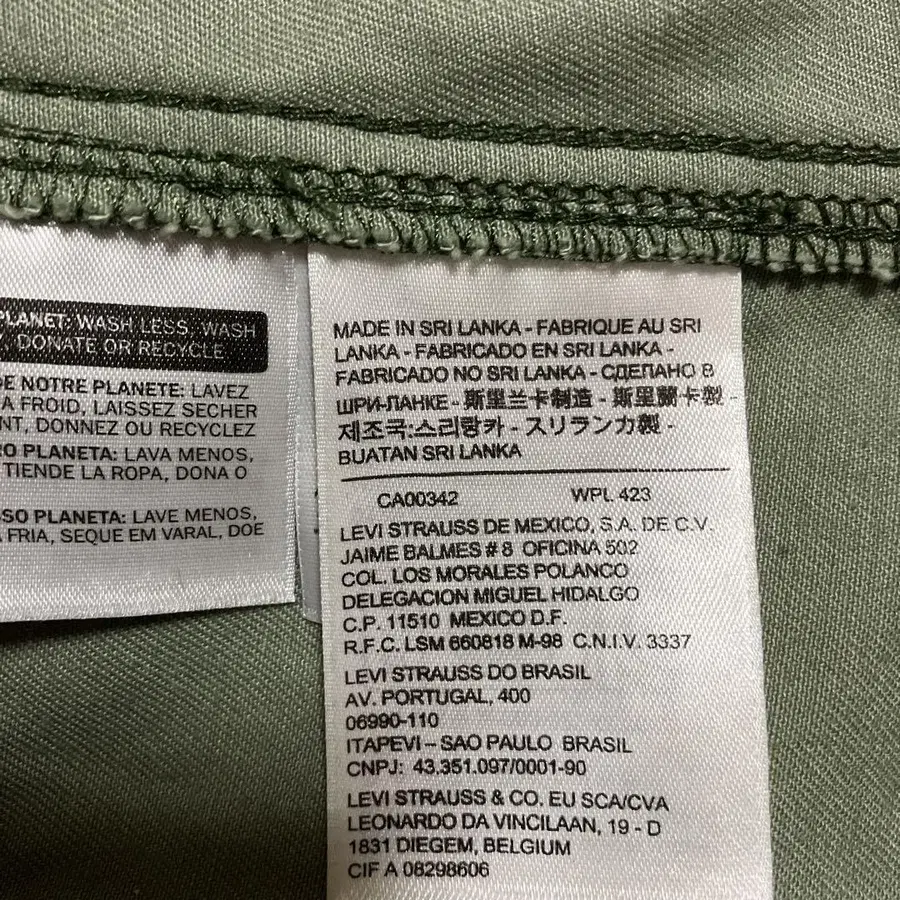 PLANET: WASH LESS, WASH
DONATE OR RECYCLE
DE NOTRE PLANETE: LAVEZ
A FROID, LAISSEZ SECHER
NT, DONNEZ OU RECYCLEZ
RO PLANETA: LAVA MENOS,
TIENDE LA ROPA, DONA O
SSO PLANETA: LAVE MENOS,
FRIA, SEQUE EM VARAL, DOE
MADE IN SRI LANKA - FABRIQUE AU SRI
LANKA - FABRICADO EN SRI LANKA -
FABRICADO NO SRI LANKA - СДЕЛАНО В
ШРИ-ЛАНКЕ - 斯里兰卡制造 - 斯里蘭卡製 -
제조국:스리랑카 - スリランカ製 -
BUATAN SRI LANKA
CA00342 WPL 423
LEVI STRAUSS DE MEXICO, S.A. DE C.V.
JAIME BALMES # 8 OFICINA 502
COL. LOS MORALES POLANCO
DELEGACION MIGUEL HIDALGO
C.P. 11510 MEXICO D.F.
R.F.C. LSM 660818 M-98 C.N.I.V. 3337
LEVI STRAUSS DO BRASIL
AV. PORTUGAL, 400
06990-110
ITAPEVI – SAO PAULO BRASIL
CNPJ: 43.351.097/0001-90
LEVI STRAUSS & CO. EU SCA/CVA
LEONARDO DA VINCILAAN, 19 - D
1831 DIEGEM, BELGIUM
CIF A 08298606